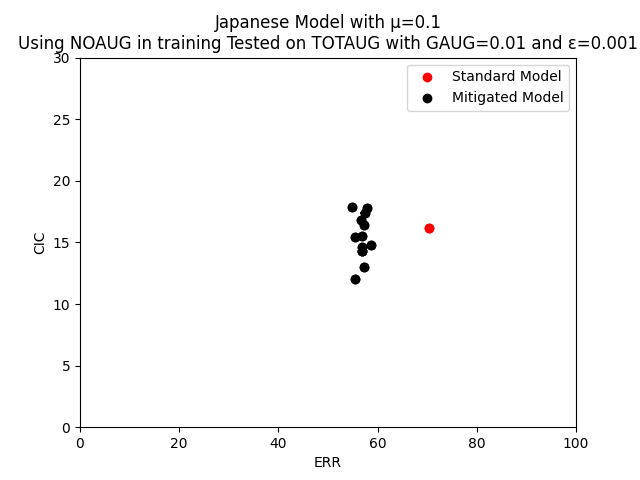 Japanese Model with μ=0.1
Using NOAUG in training Tested on TOTAUG with GAUG=0.01 and ε=0.001
30
25
20
15
10
5
0
CIC
Standard Model
Mitigated Model
0 20 40 60 80 100
ERR